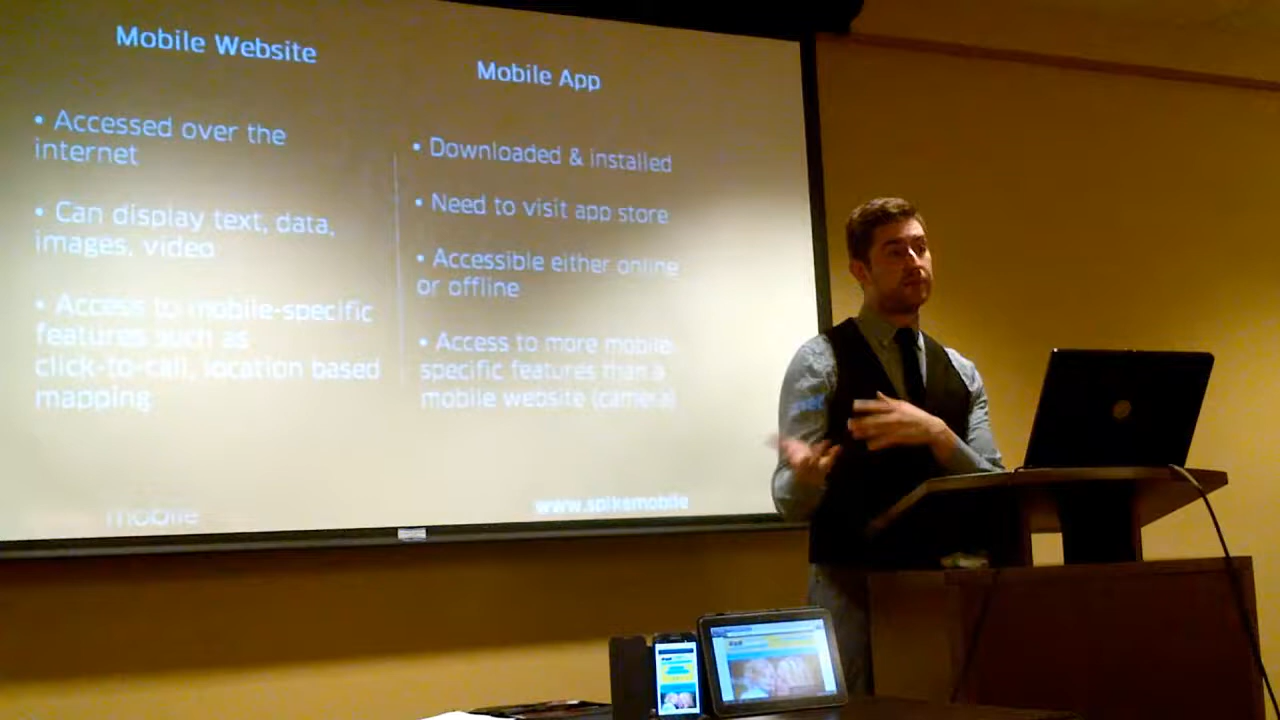 Mobile Website
• Accessed over the
internet
• Can display text, data,
images, video
• Access to mobile-specific
features such as
click-to-call, location based
mapping
mobile
Mobile App
• Downloaded & installed
• Need to visit app store
• Accessible either online
or offline
• Access to more mobile
specific features than a
mobile website (camera)
www.spikemobile